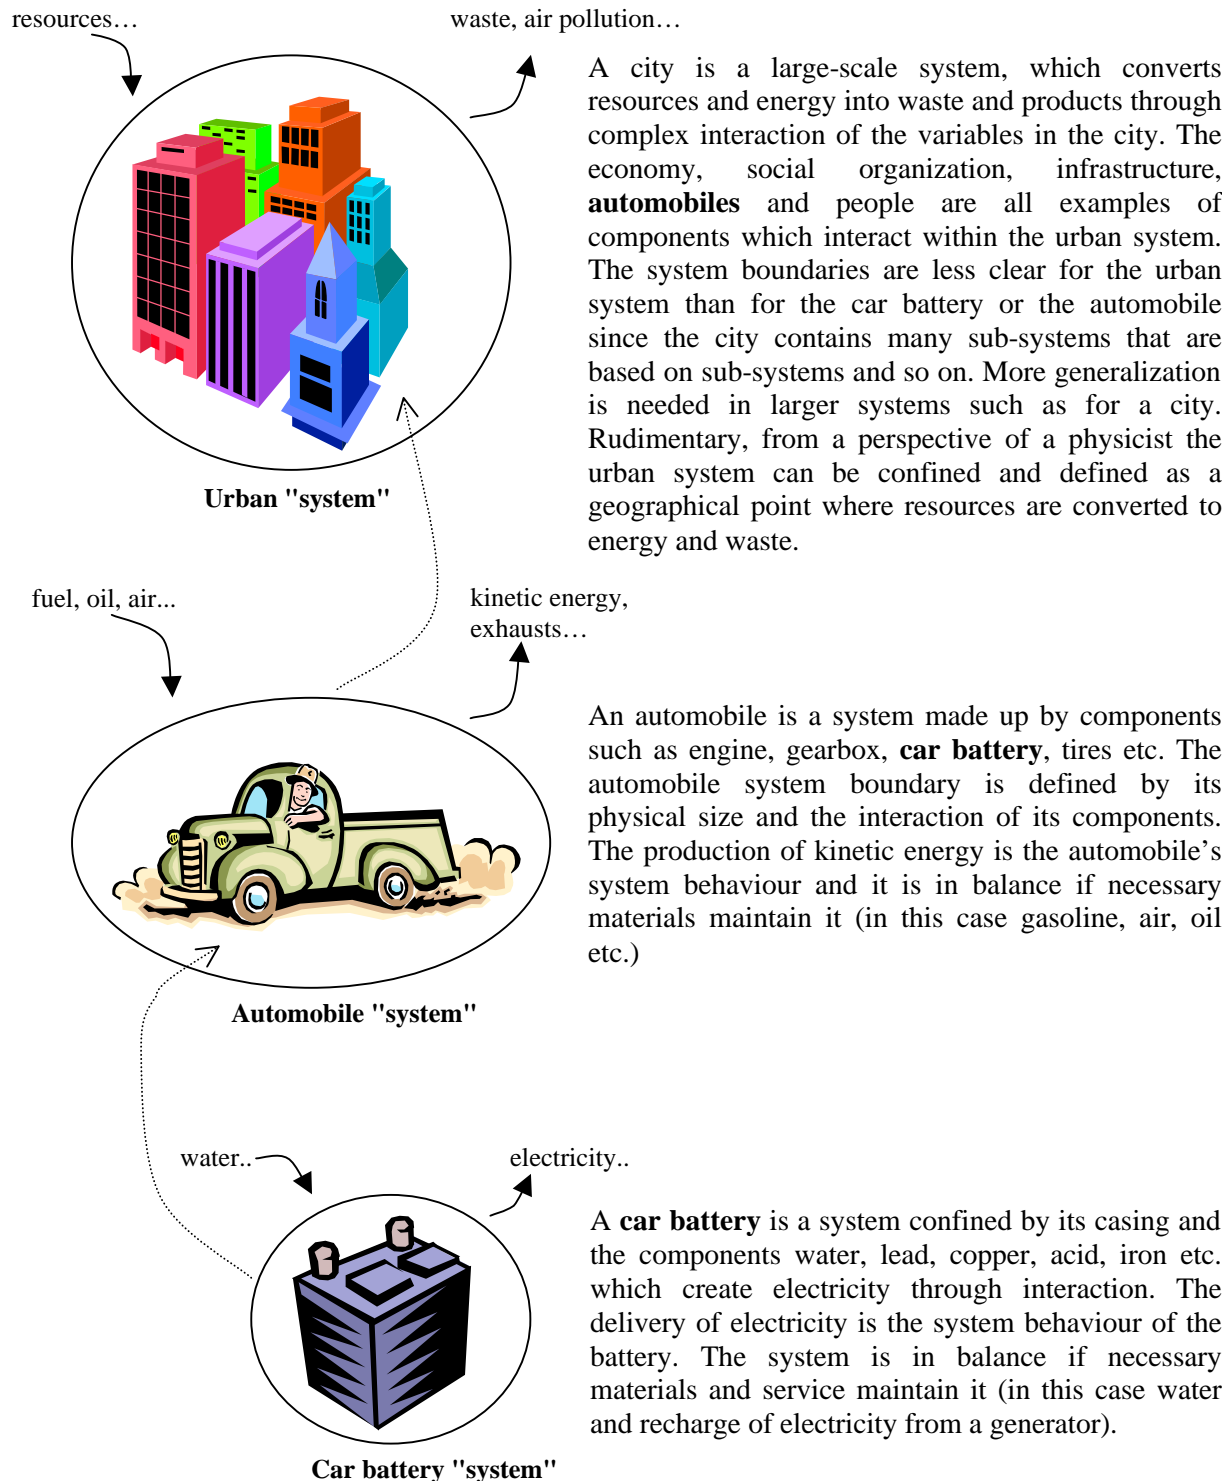 resources…
waste, air pollution…
A city is a large-scale system, which converts
resources and energy into waste and products through
complex interaction of the variables in the city. The
economy, social organization, infrastructure,
automobiles and people are all examples of
components which interact within the urban system.
The system boundaries are less clear for the urban
system than for the car battery or the automobile
since the city contains many sub-systems that are
based on sub-systems and so on. More generalization
is needed in larger systems such as for a city.
Rudimentary, from a perspective of a physicist the
urban system can be confined and defined as a
geographical point where resources are converted to
energy and waste.
Urban "system"
fuel, oil, air...
kinetic energy,
exhausts…
An automobile is a system made up by components
such as engine, gearbox, car battery, tires etc. The
automobile system boundary is defined by its
physical size and the interaction of its components.
The production of kinetic energy is the automobile’s
system behaviour and it is in balance if necessary
materials maintain it (in this case gasoline, air, oil
etc.)
Automobile "system"
water..
electricity..
A car battery is a system confined by its casing and
the components water, lead, copper, acid, iron etc.
which create electricity through interaction. The
delivery of electricity is the system behaviour of the
battery. The system is in balance if necessary
materials and service maintain it (in this case water
and recharge of electricity from a generator).
Car battery "system"